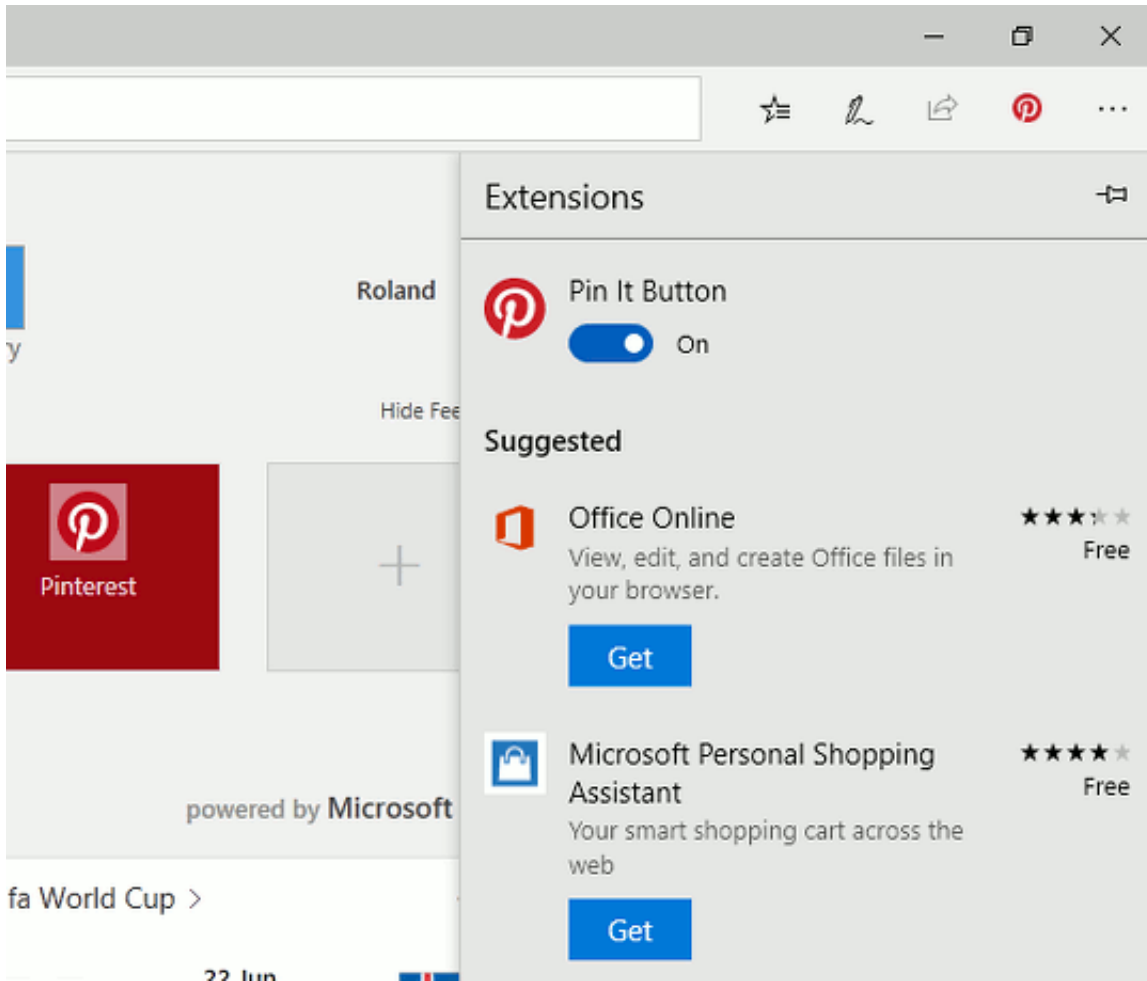 Extensions
Roland
Pin It Button
On
Hide Fee
Suggested
Office Online
Free
View, edit, and create Office files in
your browser.
Get
Pinterest
Microsoft Personal Shopping
Assistant
Free
Your smart shopping cart across the
web
Get
powered by Microsoft
fa World Cup >
22 Jun
ry